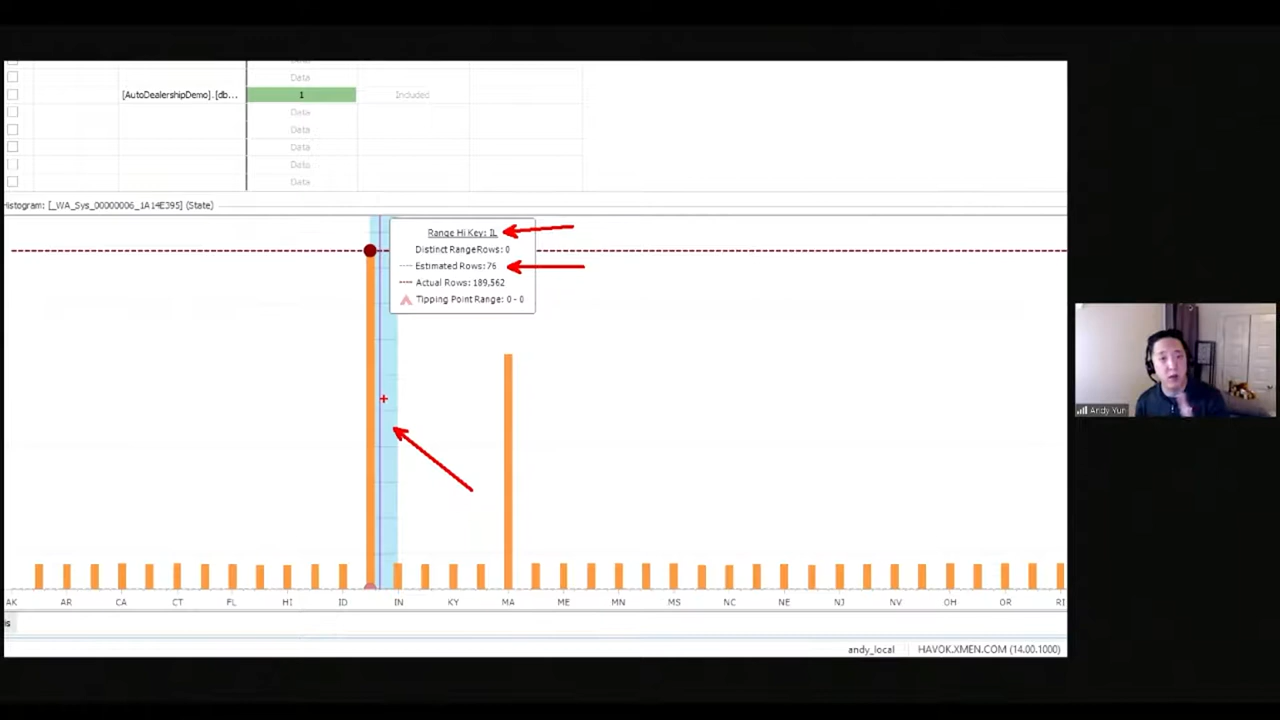 Data
[AutoDealershipDemo].[db... 1 Included
Data
Data
Data
Data
Data
Histogram: [_WA_Sys_00000006_1A14E395] (State)
Range Hi Key: IL
Distinct RangeRows: 0
Estimated Rows: 76
Actual Rows: 189,562
Tipping Point Range: 0 - 0
Andy Yun
AK AR CA CT FL HI ID IN KY MA ME MN MS NC NE NJ NV OH OR RI
is
andy_local HAVOK.XMEN.COM (14.00.1000)